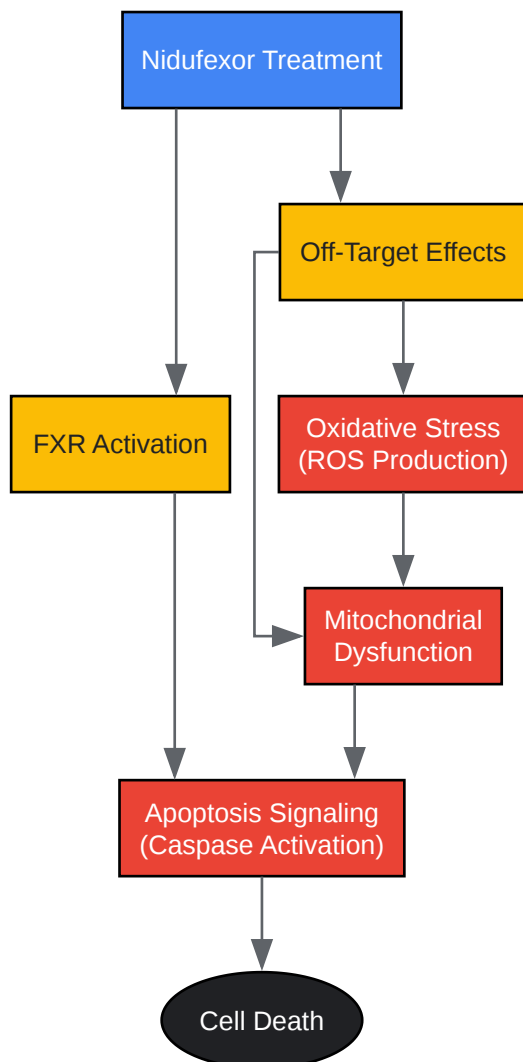 Nidufexor Treatment
Off-Target Effects
FXR Activation
Oxidative Stress
(ROS Production)
Mitochondrial
Dysfunction
Apoptosis Signaling
(Caspase Activation)
Cell Death